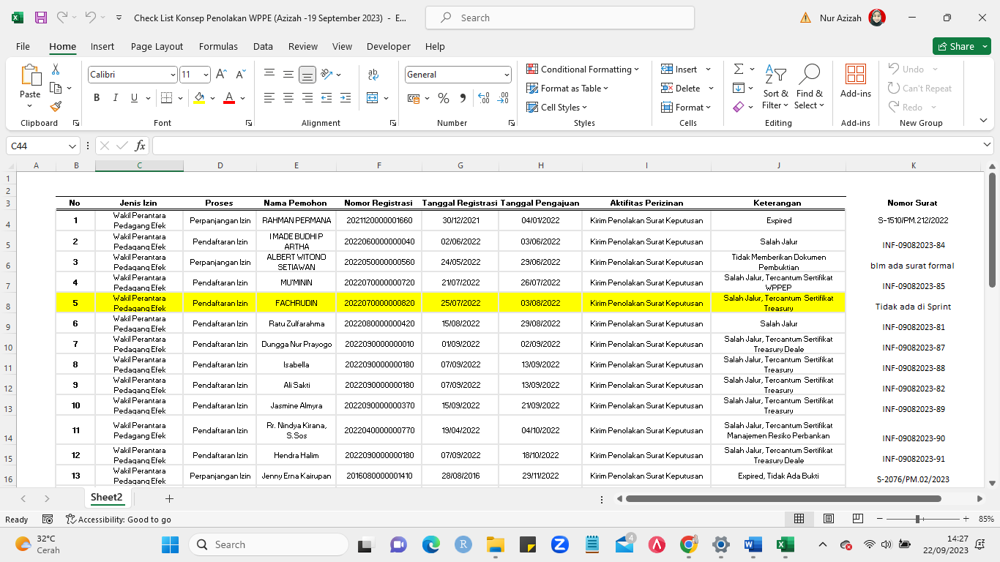 Check List Konsep Penolakan WPPE (Azizah -19 September 2023) - E...
Search
Nur Azizah
File Home Insert Page Layout Formulas Data Review View Developer Help
Share
Paste
Calibri 11
B I U
ab
General
Conditional Formatting
Format as Table
Cell Styles
Insert
Delete
Format
Sort & Filter
Find & Select
Add-ins
Undo
Can't Repeat
Redo
Clipboard Font Alignment Number Styles Cells Editing Add-ins New Group
C44 fx
A B C D E F G H I J K
1
2
3 No Jenis Izin Proses Nama Pemohon Nomor Registrasi Tanggal Registrasi Tanggal Pengajuan Aktifitas Perizinan Keterangan Nomor Surat
4 1 Wakil Perantara Pedagang Efek Perpanjangan Izin RAHMAN PERMANA 2021120000001660 30/12/2021 04/01/2022 Kirim Penolakan Surat Keputusan Expired S-1510/PM.212/2022
5 2 Wakil Perantara Pedagang Efek Pendaftaran Izin I MADE BUDHI P ARTHA 2022060000000040 02/06/2022 03/06/2022 Kirim Penolakan Surat Keputusan Salah Jalur INF-09082023-84
6 3 Wakil Perantara Pedagang Efek Perpanjangan Izin ALBERT WITONO SETIAWAN 2022050000000560 24/05/2022 29/06/2022 Kirim Penolakan Surat Keputusan Tidak Memberikan Dokumen Pembuktian blm ada surat formal
7 4 Wakil Perantara Pedagang Efek Pendaftaran Izin MU'MININ 2022070000000720 21/07/2022 26/07/2022 Kirim Penolakan Surat Keputusan Salah Jalur, Tercantum Sertifikat WPPEP INF-09082023-85
8 5 Wakil Perantara Pedagang Efek Pendaftaran Izin FACHRUDIN 2022070000000820 25/07/2022 03/08/2022 Kirim Penolakan Surat Keputusan Salah Jalur, Tercantum Sertifikat Treasury Tidak ada di Sprint
9 6 Wakil Perantara Pedagang Efek Pendaftaran Izin Ratu Zulfarahma 2022080000000420 15/08/2022 29/08/2022 Kirim Penolakan Surat Keputusan Salah Jalur INF-09082023-81
10 7 Wakil Perantara Pedagang Efek Pendaftaran Izin Dungga Nur Prayogo 2022090000000010 01/09/2022 02/09/2022 Kirim Penolakan Surat Keputusan Salah Jalur, Tercantum Sertifikat Treasury Deale INF-09082023-87
11 8 Wakil Perantara Pedagang Efek Pendaftaran Izin Isabella 2022090000000180 07/09/2022 13/09/2022 Kirim Penolakan Surat Keputusan Salah Jalur, Tercantum Sertifikat Treasury INF-09082023-88
12 9 Wakil Perantara Pedagang Efek Pendaftaran Izin Ali Sakti 2022090000000180 07/09/2022 13/09/2022 Kirim Penolakan Surat Keputusan Salah Jalur, Tercantum Sertifikat Treasury INF-09082023-82
13 10 Wakil Perantara Pedagang Efek Pendaftaran Izin Jasmine Almyra 2022090000000370 15/09/2022 21/09/2022 Kirim Penolakan Surat Keputusan Salah Jalur, Tercantum Sertifikat Treasury INF-09082023-89
14 11 Wakil Perantara Pedagang Efek Pendaftaran Izin Rr. Nindya Kirana, S.Sos 2022040000000770 19/04/2022 04/10/2022 Kirim Penolakan Surat Keputusan Salah Jalur, Tercantum Sertifikat Manajemen Resiko Perbankan INF-09082023-90
15 12 Wakil Perantara Pedagang Efek Pendaftaran Izin Hendra Halim 2022090000000180 07/09/2022 18/10/2022 Kirim Penolakan Surat Keputusan Salah Jalur, Tercantum Sertifikat Treasury Deale INF-09082023-91
16 13 Wakil Perantara Pedagang Efek Perpanjangan Izin Jenny Erna Kairupan 2016080000001410 28/08/2016 29/11/2022 Kirim Penolakan Surat Keputusan Expired, Tidak Ada Bukti S-2076/PM.02/2023
Sheet2
Ready Accessibility: Good to go 85%
32°C
Cerah
Search
4
14:27
22/09/2023